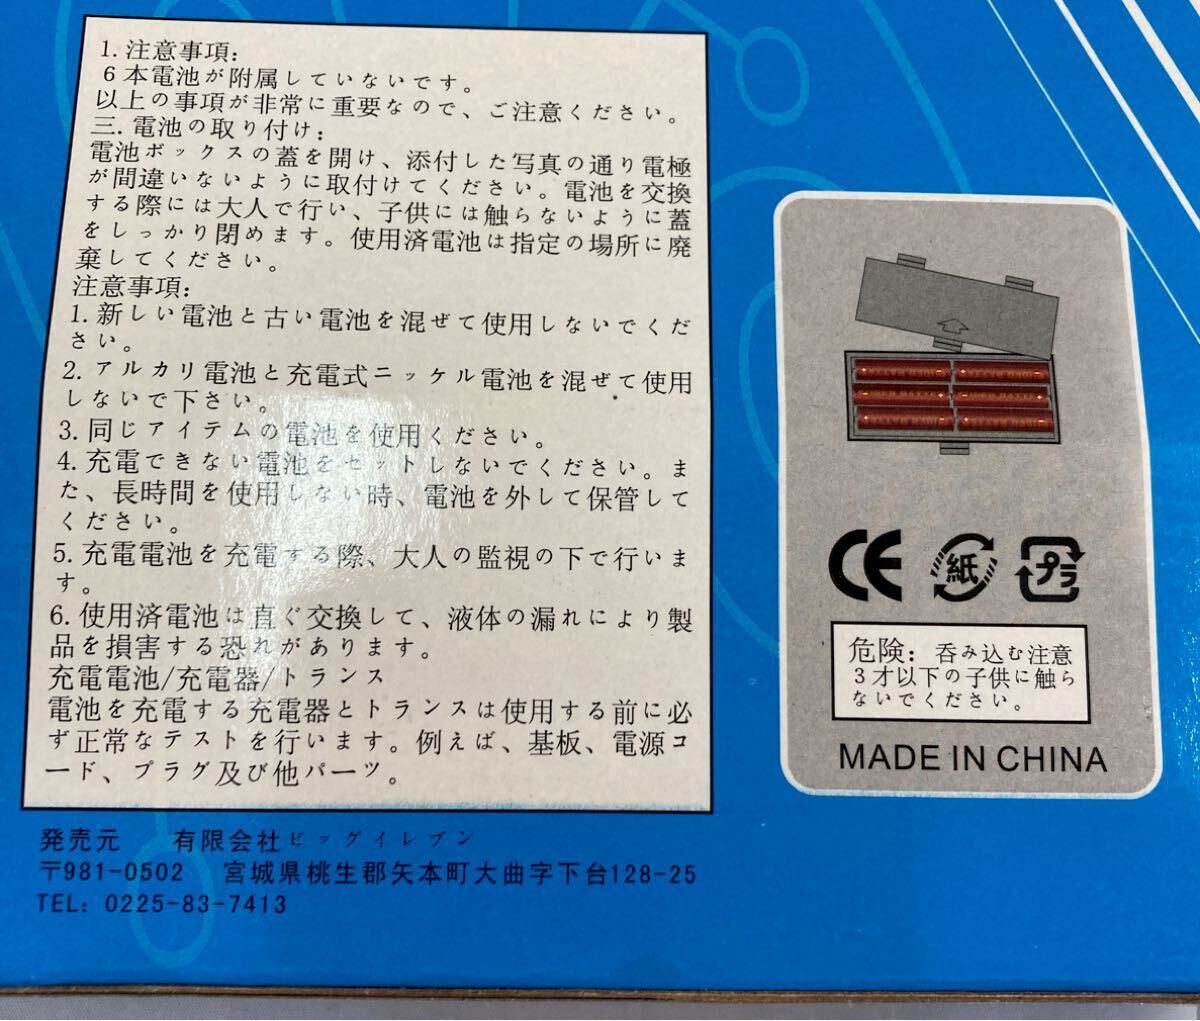 1. 注意事項:
6本電池が附属していないです。
以上の事項が非常に重要なので、ご注意ください。
三. 電池の取り付け:
電池ボックスの蓋を開け、添付した写真の通り電極
が間違いないように取付けてください。電池を交換
する際には大人で行い、子供には触らないように蓋
をしっかり閉めます。使用済電池は指定の場所に廃
棄してください。
注意事項:
1. 新しい電池と古い電池を混ぜて使用しないでくだ
さい。
2. アルカリ電池と充電式ニッケル電池を混ぜて使用
しないで下さい。
3. 同じアイテムの電池を使用ください。
4. 充電できない電池をセットしないでください。ま
た、長時間を使用しない時、電池を外して保管して
ください。
5. 充電電池を充電する際、大人の監視の下で行いま
す。
6. 使用済電池は直ぐ交換して、液体の漏れにより製
品を損害する恐れがあります。
充電電池/充電器/トランス
電池を充電する充電器とトランスは使用する前に必
ず正常なテストを行います。例えば、基板、電源コ
ード、プラグ及び他パーツ。
発売元 有限会社ビッグイレブン
〒981-0502 宮城県桃生郡矢本町大曲字下台128-25
TEL: 0225-83-7413
CE 紙 プラ
危険: 呑み込む注意
3才以下の子供に触ら
ないでください。
MADE IN CHINA